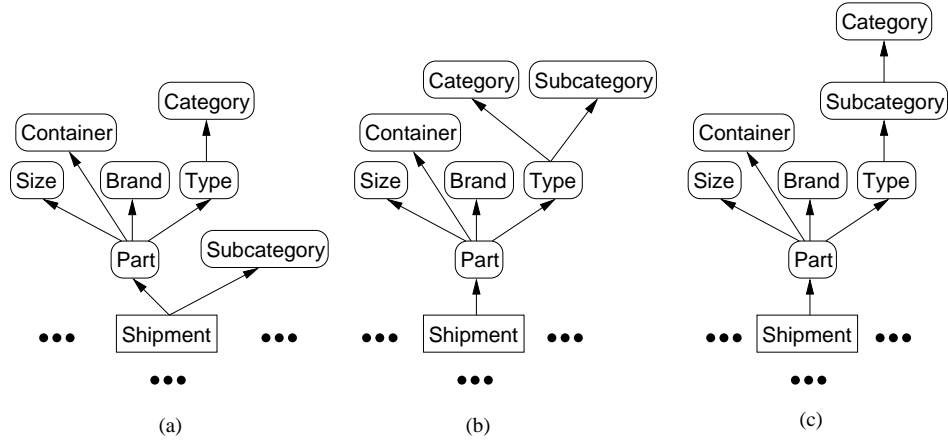 Category
Container
Size
Brand
Type
Part
Subcategory
Shipment
(a)
Category
Subcategory
Container
Size
Brand
Type
Part
Shipment
(b)
Category
Subcategory
Container
Size
Brand
Type
Part
Shipment
(c)